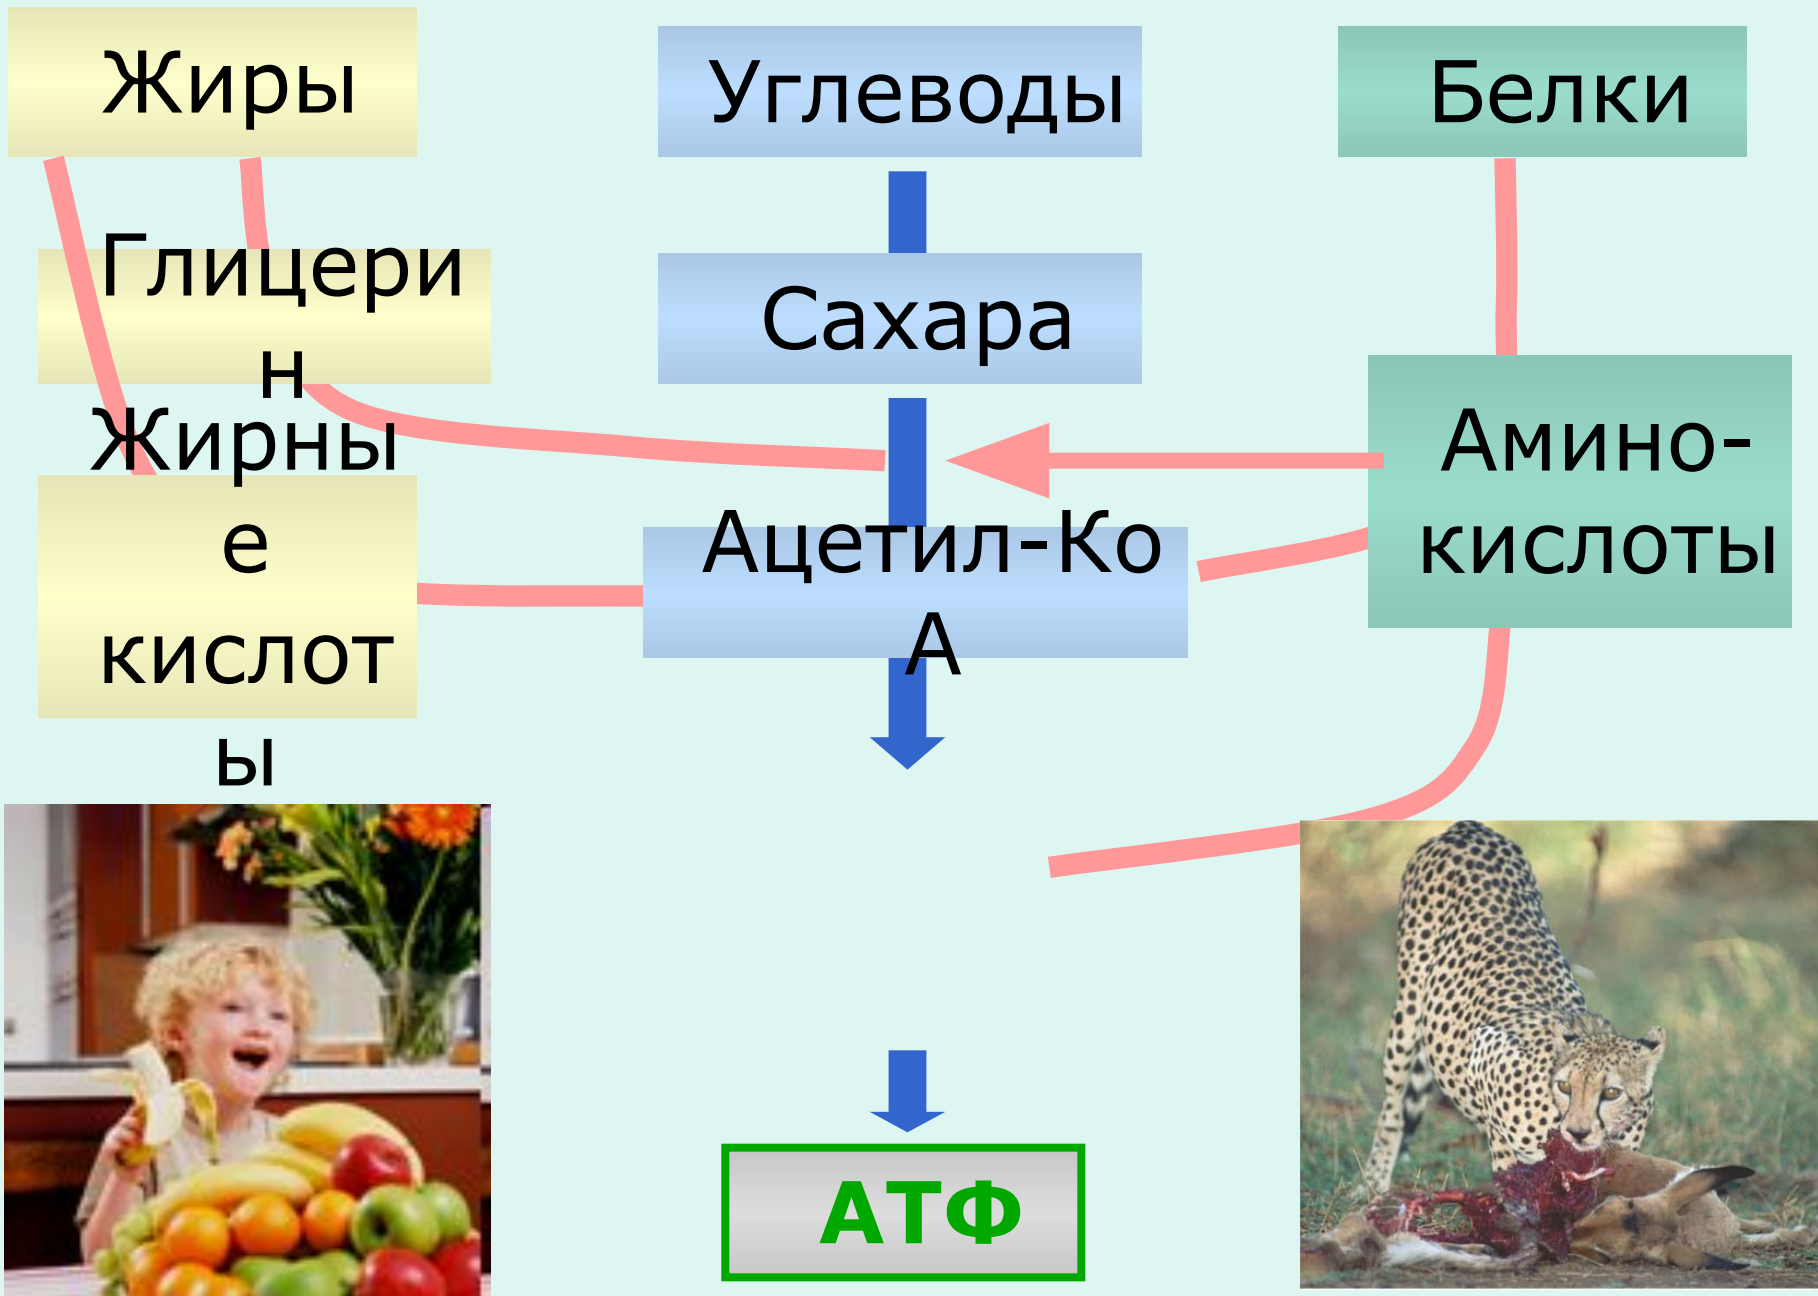 Жиры
Углеводы
Белки
Глицери
н
Сахара
Жирны
е
кислот
ы
Амино-
кислоты
Ацетил-Ко
А
АТФ